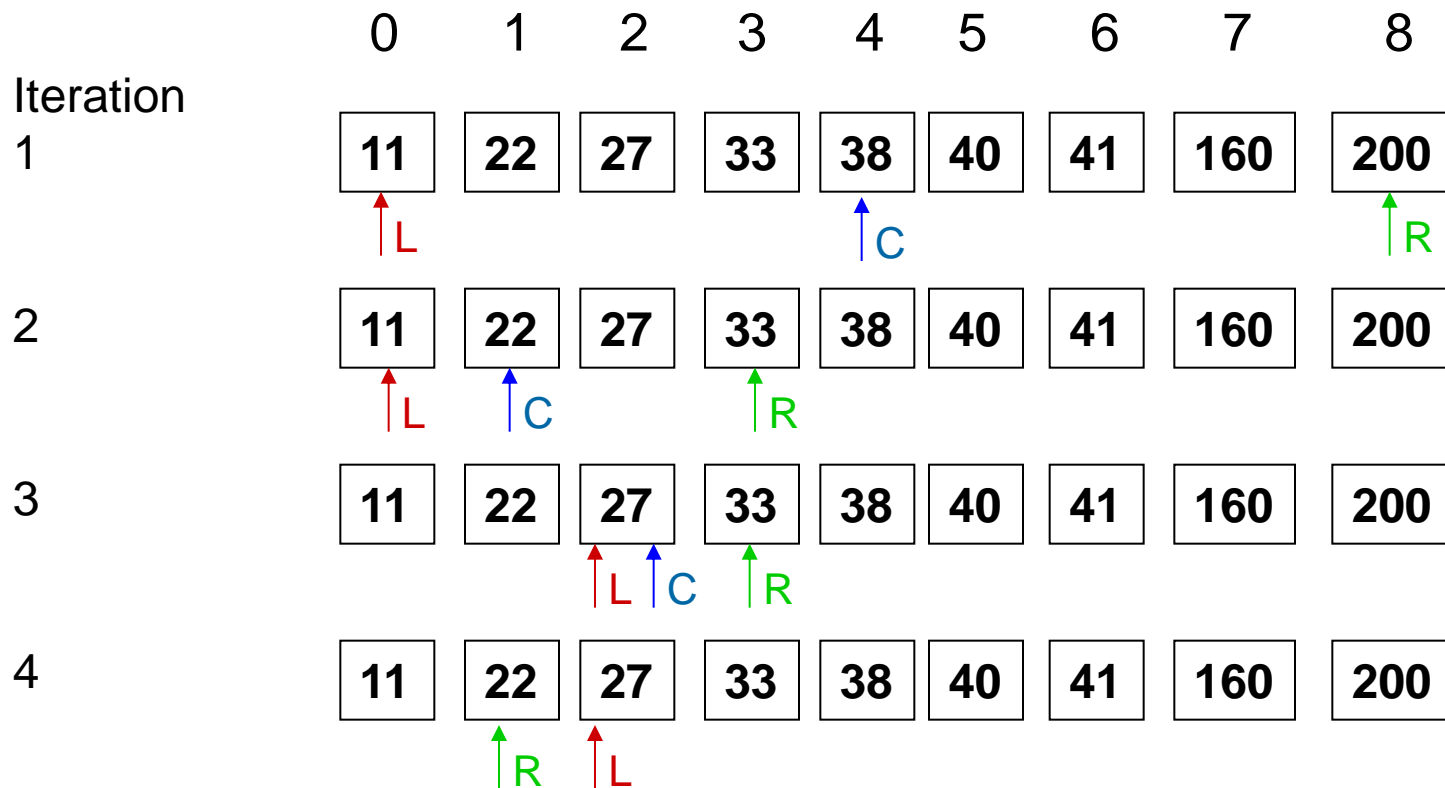 0 1 2 3 4 5 6 7 8
Iteration
1 11 22 27 33 38 40 41 160 200
L C R
2 11 22 27 33 38 40 41 160 200
L C R
3 11 22 27 33 38 40 41 160 200
L C R
4 11 22 27 33 38 40 41 160 200
R L